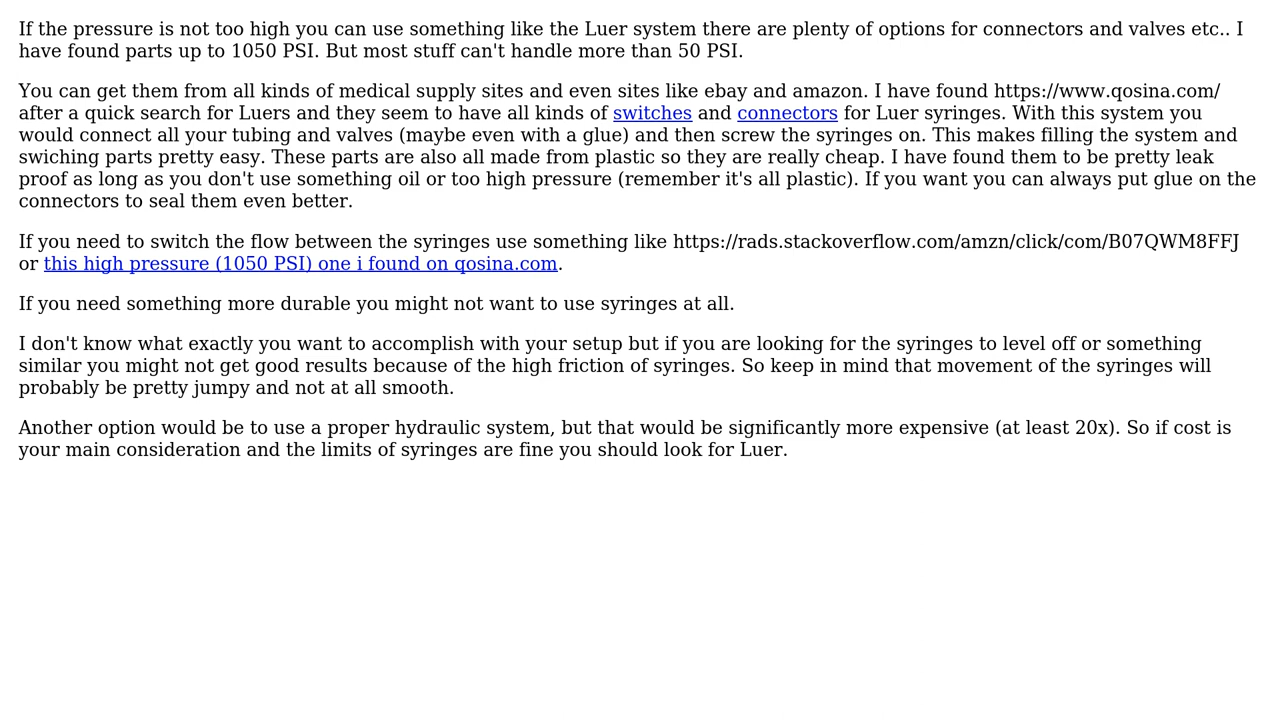 If the pressure is not too high you can use something like the Luer system there are plenty of options for connectors and valves etc.. I
have found parts up to 1050 PSI. But most stuff can't handle more than 50 PSI.
You can get them from all kinds of medical supply sites and even sites like ebay and amazon. I have found https://www.qosina.com/
after a quick search for Luers and they seem to have all kinds of switches and connectors for Luer syringes. With this system you
would connect all your tubing and valves (maybe even with a glue) and then screw the syringes on. This makes filling the system and
swiching parts pretty easy. These parts are also all made from plastic so they are really cheap. I have found them to be pretty leak
proof as long as you don't use something oil or too high pressure (remember it's all plastic). If you want you can always put glue on the
connectors to seal them even better.
If you need to switch the flow between the syringes use something like https://rads.stackoverflow.com/amzn/click/com/B07QWM8FFJ
or this high pressure (1050 PSI) one i found on qosina.com.
If you need something more durable you might not want to use syringes at all.
I don't know what exactly you want to accomplish with your setup but if you are looking for the syringes to level off or something
similar you might not get good results because of the high friction of syringes. So keep in mind that movement of the syringes will
probably be pretty jumpy and not at all smooth.
Another option would be to use a proper hydraulic system, but that would be significantly more expensive (at least 20x). So if cost is
your main consideration and the limits of syringes are fine you should look for Luer.